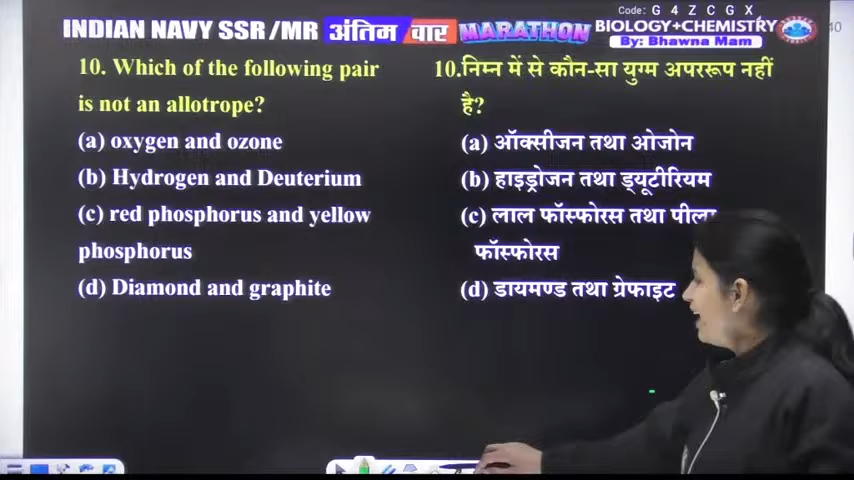 Code: G 4 Z C G X
INDIAN NAVY SSR/MR अंतिम वार MARATHON BIOLOGY+CHEMISTRY
By: Bhawna Mam
40
10. Which of the following pair
is not an allotrope?
(a) oxygen and ozone
(b) Hydrogen and Deuterium
(c) red phosphorus and yellow
phosphorus
(d) Diamond and graphite
10.निम्न में से कौन-सा युग्म अपररूप नहीं
है?
(a) ऑक्सीजन तथा ओजोन
(b) हाइड्रोजन तथा ड्यूटीरियम
(c) लाल फॉस्फोरस तथा पीला
फॉस्फोरस
(d) डायमण्ड तथा ग्रेफाइट